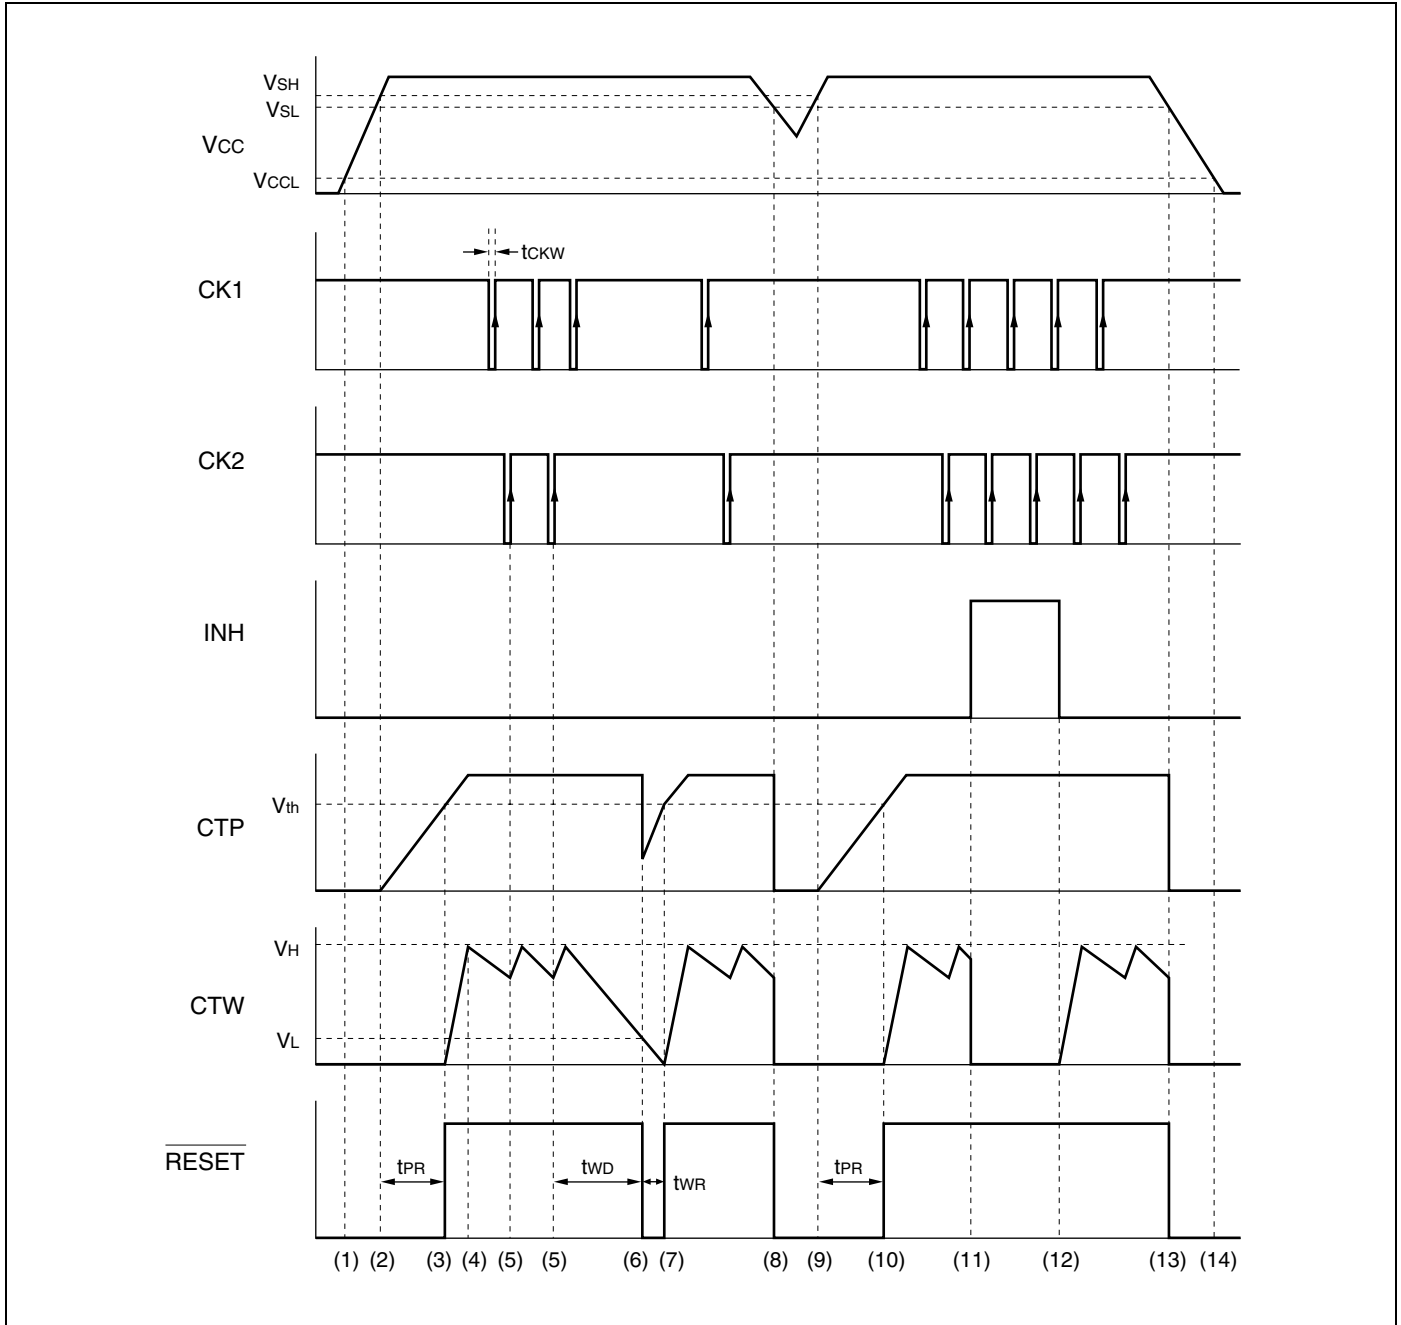 VSH
VSL
VCC
VCCL
tCKW
CK1
CK2
INH
Vth
CTP
VH
CTW
VL
RESET
tPR
tWD
tWR
tPR
(1) (2) (3) (4) (5) (5) (6) (7) (8) (9) (10) (11) (12) (13) (14)